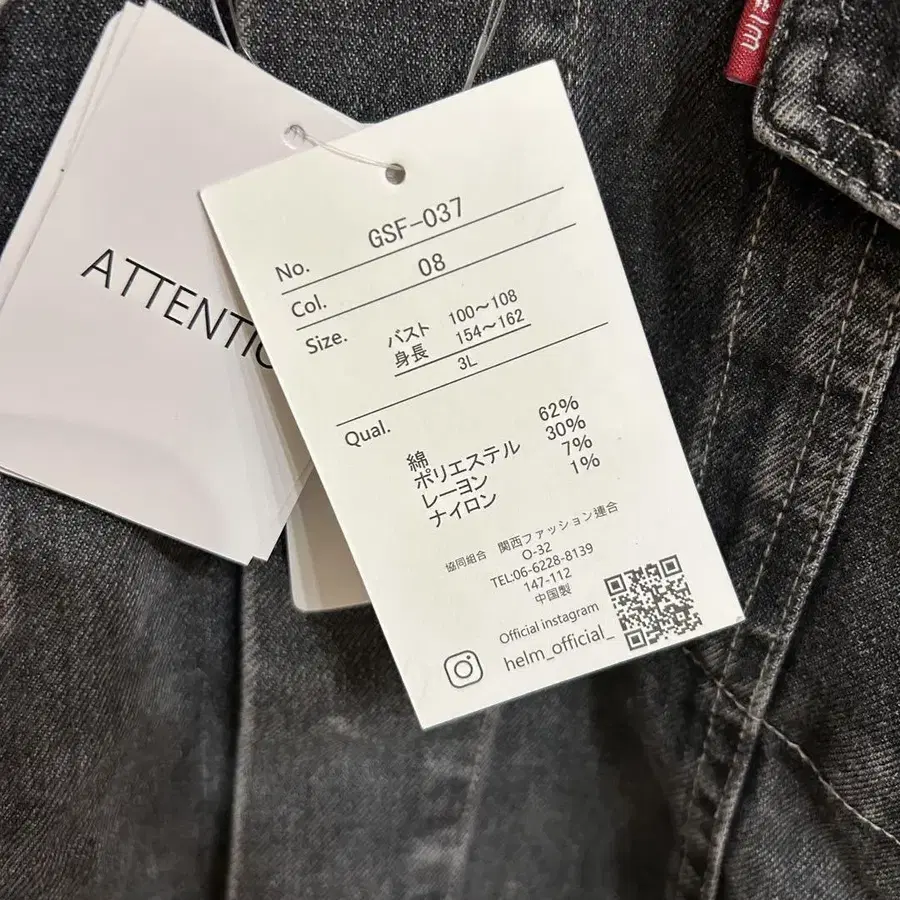 ATTENTIO
No. GSF-037
Col. 08
Size. バスト 100～108
身長 154～162
3L
Qual.
綿 62%
ポリエステル 30%
レーヨン 7%
ナイロン 1%
協同組合 関西ファッション連合
O-32
TEL:06-6228-8139
147-112
中国製
Official instagram
helm_official_